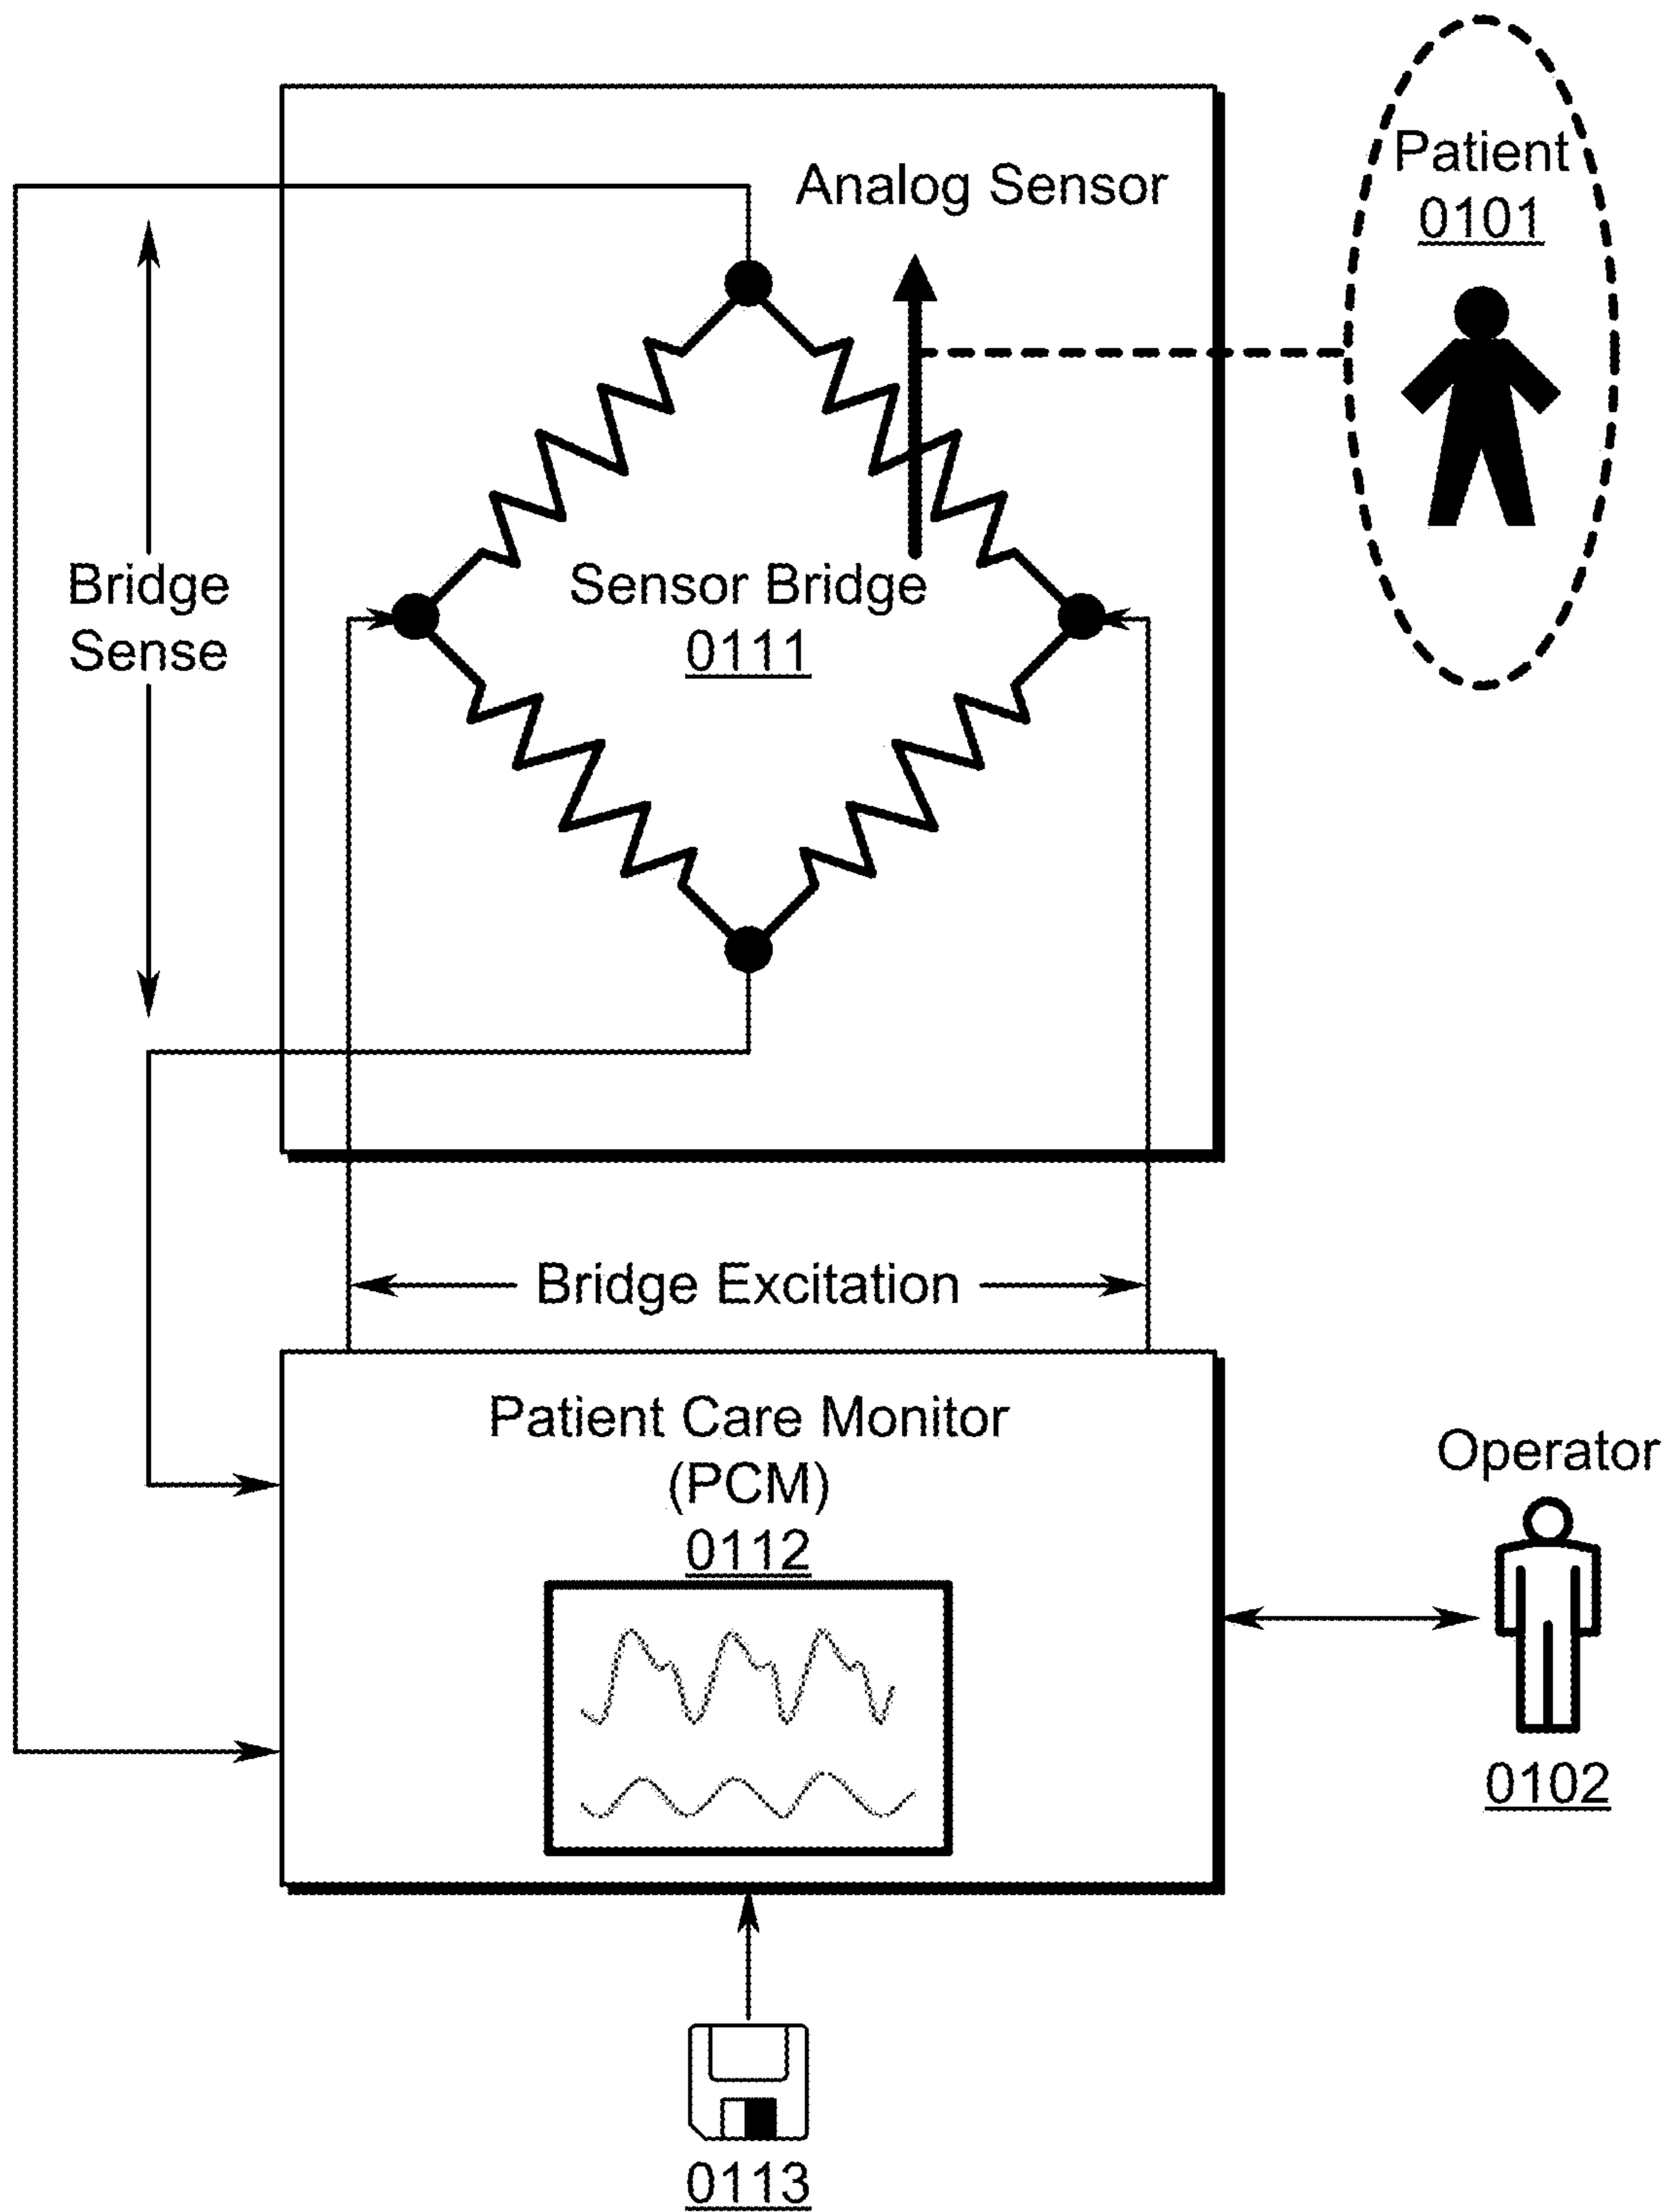 Patient
0101
Analog Sensor
Bridge
Sense
Sensor Bridge
0111
Bridge Excitation
Patient Care Monitor
(PCM)
0112
Operator
0102
0113